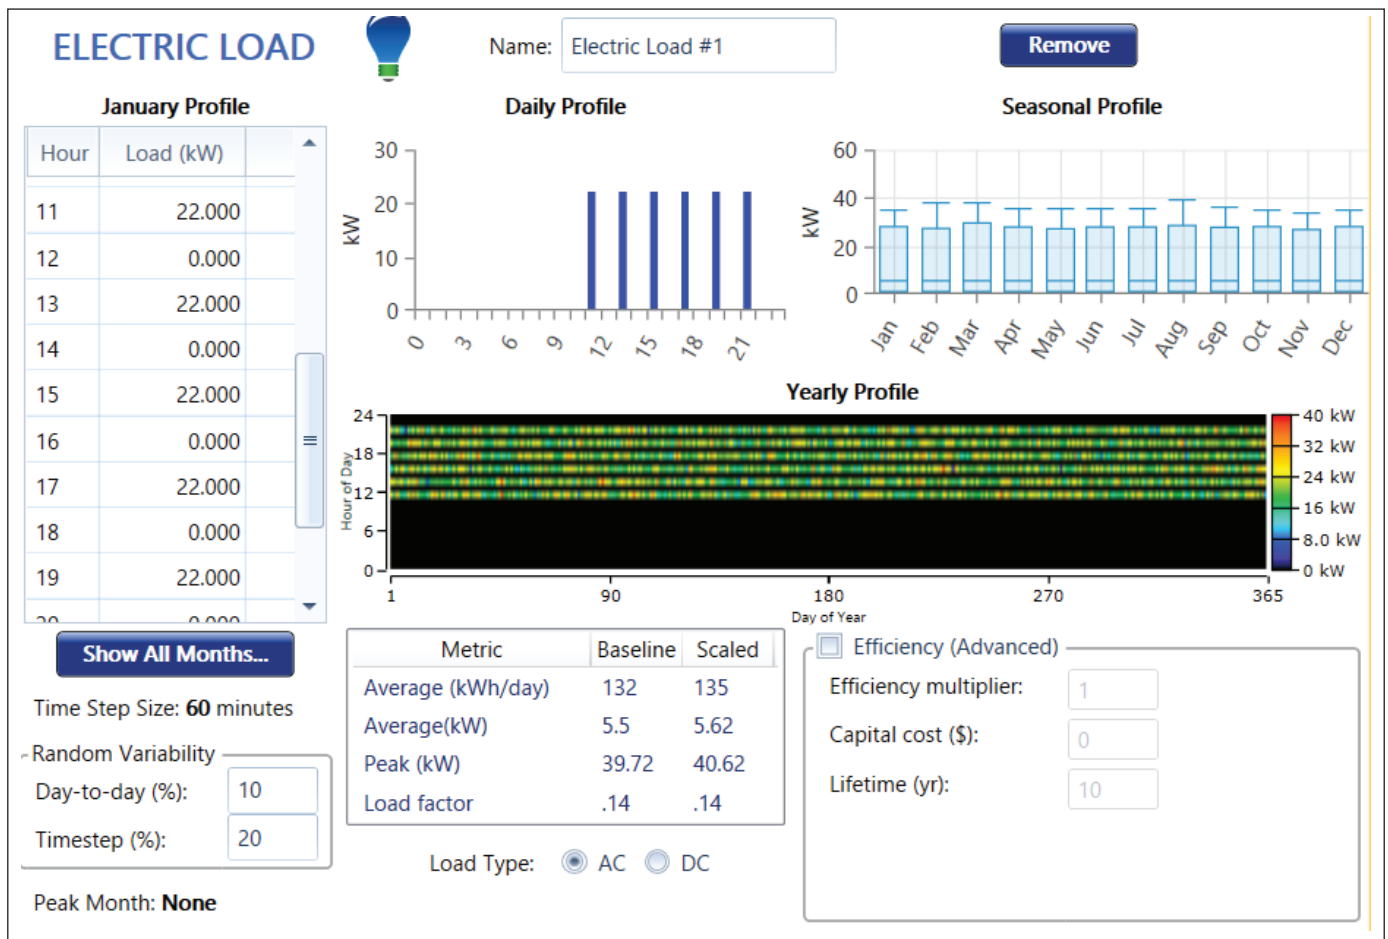 ELECTRIC LOAD
Name: Electric Load #1
Remove
January Profile
Hour Load (kW)
11 22.000
12 0.000
13 22.000
14 0.000
15 22.000
16 0.000
17 22.000
18 0.000
19 22.000
20 0.000
Show All Months...
Time Step Size: 60 minutes
Random Variability
Day-to-day (%): 10
Timestep (%): 20
Peak Month: None
Daily Profile
kW
30
20
10
0
0 3 6 9 12 15 18 21
Seasonal Profile
kW
60
40
20
0
Jan Feb Mar Apr May Jun Jul Aug Sep Oct Nov Dec
Yearly Profile
Hour of Day
24
18
12
6
0
1 90 180 270 365
Day of Year
40 kW
32 kW
24 kW
16 kW
8.0 kW
0 kW
Metric Baseline Scaled
Average (kWh/day) 132 135
Average(kW) 5.5 5.62
Peak (kW) 39.72 40.62
Load factor .14 .14
Load Type: AC DC
Efficiency (Advanced)
Efficiency multiplier: 1
Capital cost ($): 0
Lifetime (yr): 10